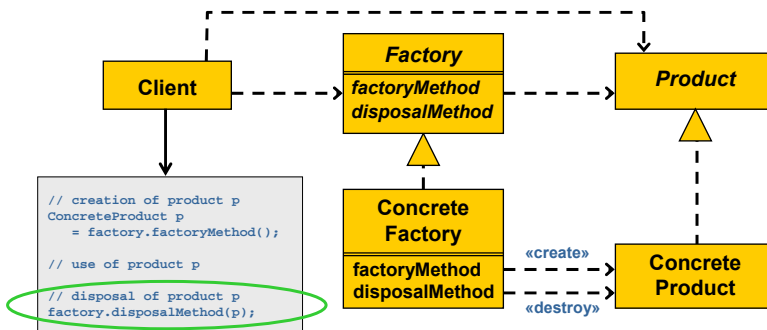 Client
Factory
factoryMethod
disposalMethod
Product
// creation of product p
ConcreteProduct p
= factory.factoryMethod();
// use of product p
// disposal of product p
factory.disposalMethod(p);
Concrete
Factory
factoryMethod
disposalMethod
«create»
«destroy»
Concrete
Product